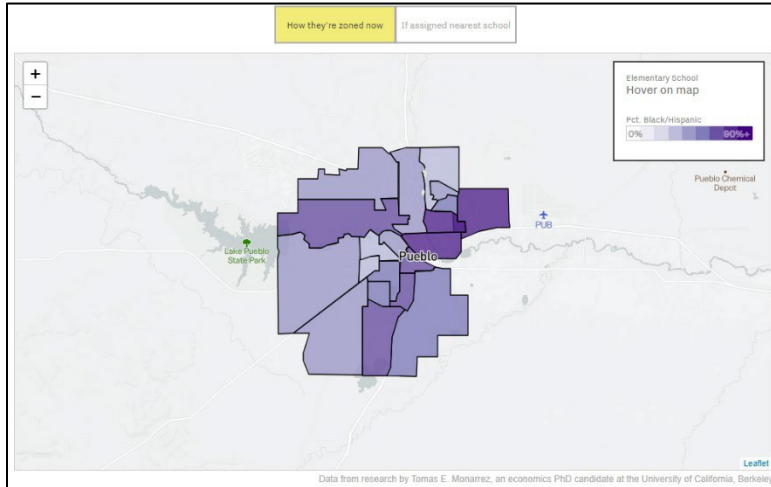 How they're zoned now
If assigned nearest school
+
−
Elementary School
Hover on map
Pct. Black/Hispanic
0%
90%+
Pueblo Chemical
Depot
PUB
Lake Pueblo
State Park
Pueblo
Leaflet
Data from research by Tomas E. Monarrez, an economics PhD candidate at the University of California, Berkeley